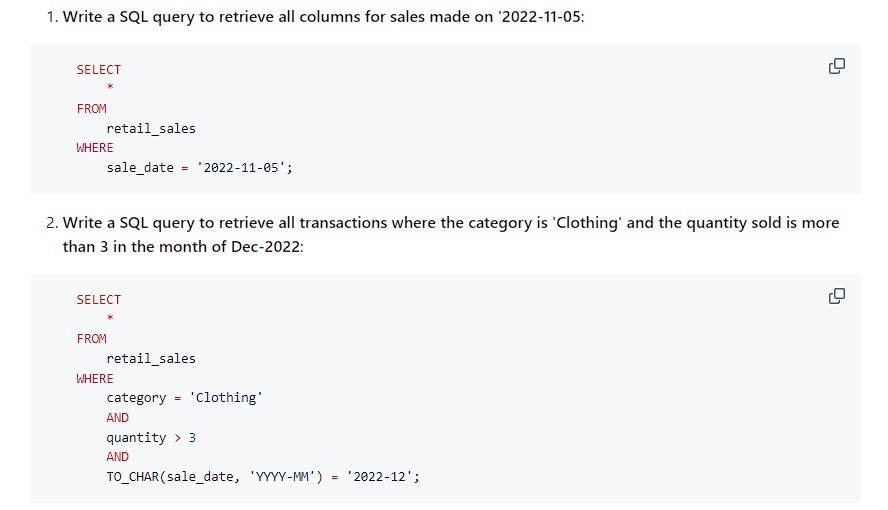 1. Write a SQL query to retrieve all columns for sales made on '2022-11-05:
SELECT
*
FROM
retail_sales
WHERE
sale_date = '2022-11-05';
2. Write a SQL query to retrieve all transactions where the category is 'Clothing' and the quantity sold is more
than 3 in the month of Dec-2022:
SELECT
*
FROM
retail_sales
WHERE
category = 'Clothing'
AND
quantity > 3
AND
TO_CHAR(sale_date, 'YYYY-MM') = '2022-12';